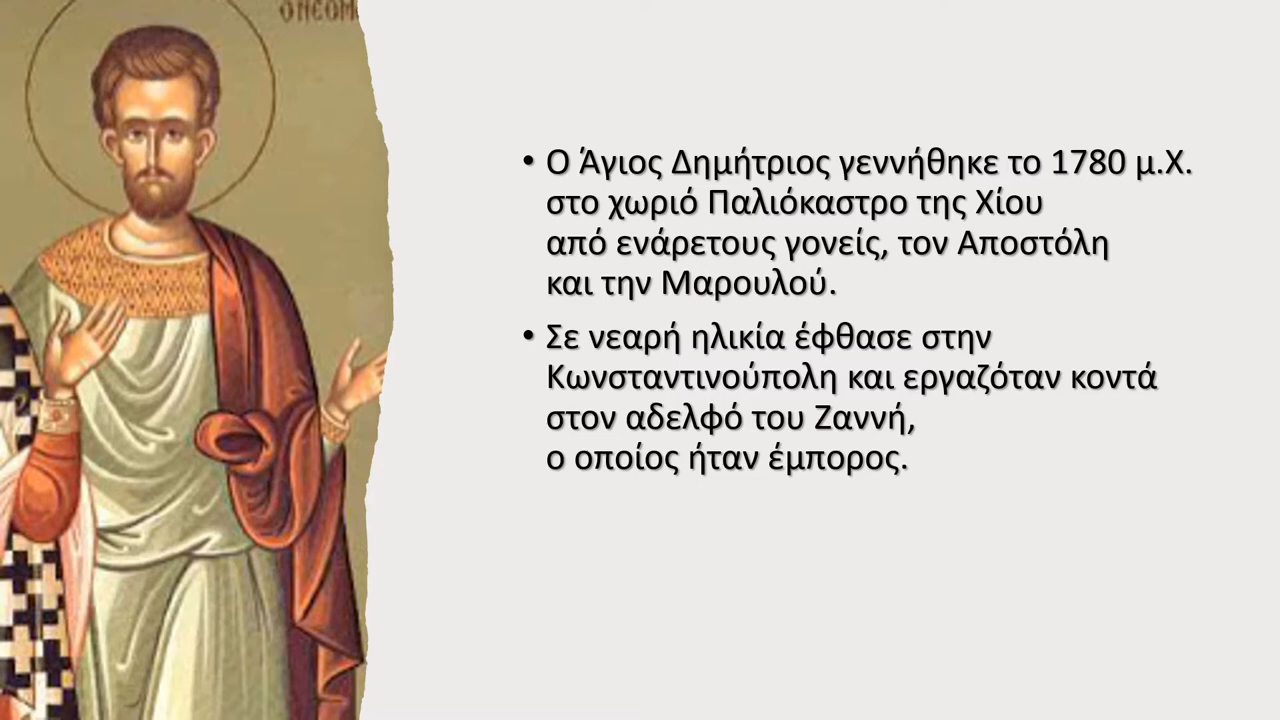 Ο ΝΕΟΜ
• Ο Άγιος Δημήτριος γεννήθηκε το 1780 μ.Χ.
στο χωριό Παλιόκαστρο της Χίου
από ενάρετους γονείς, τον Αποστόλη
και την Μαρουλού.
• Σε νεαρή ηλικία έφθασε στην
Κωνσταντινούπολη και εργαζόταν κοντά
στον αδελφό του Ζαννή,
ο οποίος ήταν έμπορος.